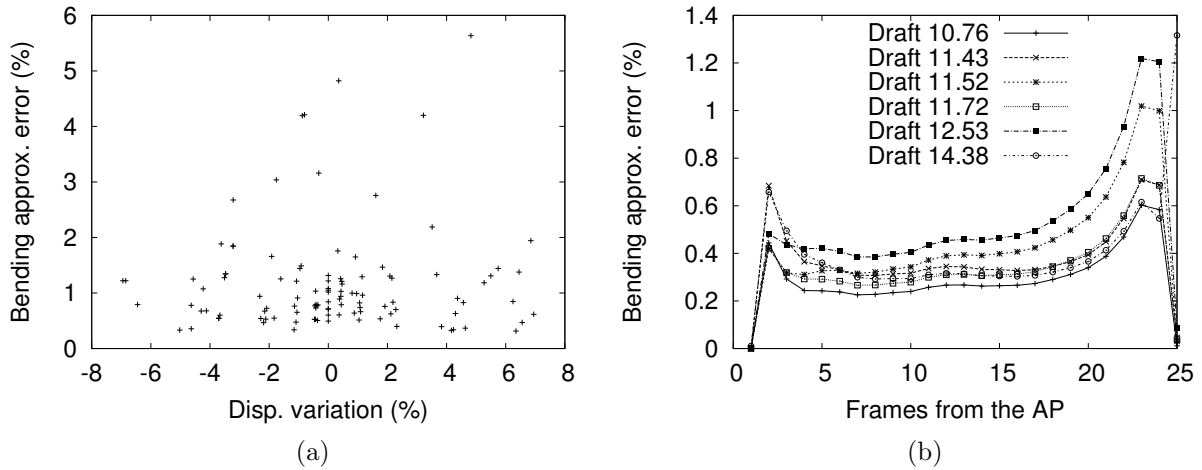 Bending approx. error (%)
6
5
4
3
2
1
0
-8 -6 -4 -2 0 2 4 6 8
Disp. variation (%)
(a)
Bending approx. error (%)
1.4
1.2
1
0.8
0.6
0.4
0.2
0
0 5 10 15 20 25
Frames from the AP
Draft 10.76
Draft 11.43
Draft 11.52
Draft 11.72
Draft 12.53
Draft 14.38
(b)